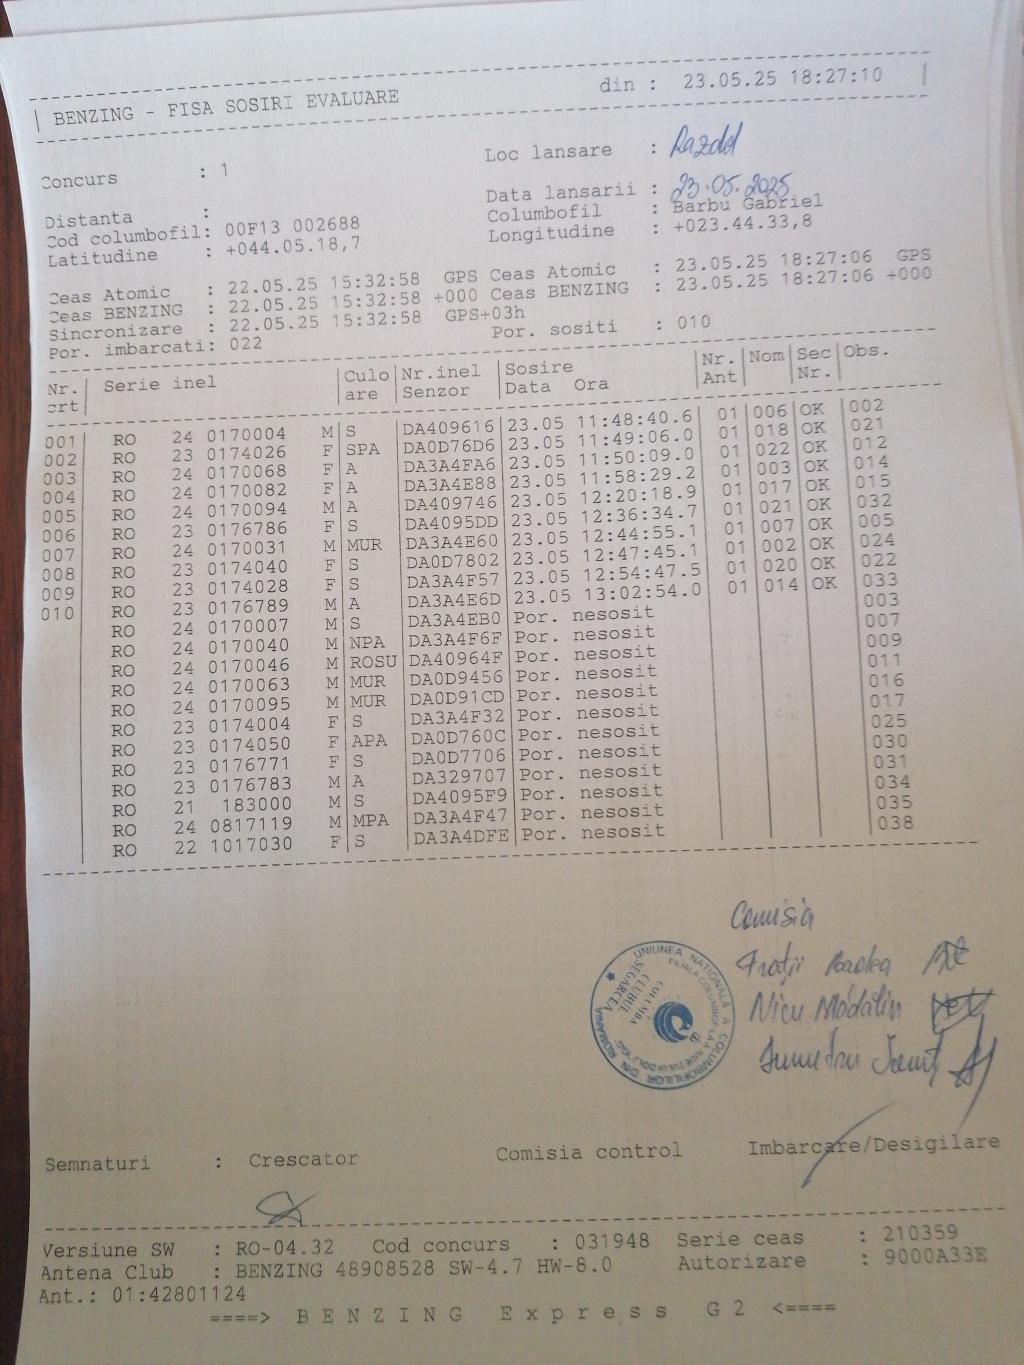 BENZING - FISA SOSIRI EVALUARE din : 23.05.25 18:27:10
Concurs : 1 Loc lansare : Razdol
Distanta : Data lansarii : 23.05.2025
Cod columbofil: 00F13 002688 Columbofil : Barbu Gabriel
Latitudine : +044.05.18,7 Longitudine : +023.44.33,8
Ceas Atomic : 22.05.25 15:32:58 GPS Ceas Atomic : 23.05.25 18:27:06 GPS
Ceas BENZING : 22.05.25 15:32:58 +000 Ceas BENZING : 23.05.25 18:27:06 +000
Sincronizare : 22.05.25 15:32:58 GPS+03h
Por. imbarcati: 022 Por. sositi : 010
Nr. Serie inel Culo Nr.inel Sosire Nr. Nom Sec Obs.
crt are Senzor Data Ora Ant Nr.
001 RO 24 0170004 M S DA409616 23.05 11:48:40.6 01 006 OK 002
002 RO 23 0174026 F SPA DA0D76D6 23.05 11:49:06.0 01 018 OK 021
003 RO 24 0170068 F A DA3A4FA6 23.05 11:50:09.0 01 022 OK 012
004 RO 24 0170082 F A DA3A4E88 23.05 11:58:29.2 01 003 OK 014
005 RO 24 0170094 M A DA409746 23.05 12:20:18.9 01 017 OK 015
006 RO 23 0176786 F S DA4095DD 23.05 12:36:34.7 01 021 OK 032
007 RO 24 0170031 M MUR DA3A4E60 23.05 12:44:55.1 01 007 OK 005
008 RO 23 0174040 F S DA0D7802 23.05 12:47:45.1 01 002 OK 024
009 RO 23 0174028 F S DA3A4F57 23.05 12:54:47.5 01 020 OK 022
010 RO 23 0176789 M A DA3A4E6D 23.05 13:02:54.0 01 014 OK 033
RO 24 0170007 M S DA3A4EB0 Por. nesosit 003
RO 24 0170040 M NPA DA3A4F6F Por. nesosit 007
RO 24 0170046 M ROSU DA40964F Por. nesosit 009
RO 24 0170063 M MUR DA0D9456 Por. nesosit 011
RO 24 0170095 M MUR DA0D91CD Por. nesosit 016
RO 23 0174004 F S DA3A4F32 Por. nesosit 017
RO 23 0174050 F APA DA0D760C Por. nesosit 025
RO 23 0176771 F S DA0D7706 Por. nesosit 030
RO 23 0176783 M A DA329707 Por. nesosit 031
RO 21 183000 M S DA4095F9 Por. nesosit 034
RO 24 0817119 M MPA DA3A4F47 Por. nesosit 035
RO 22 1017030 F S DA3A4DFE Por. nesosit 038
Comisia
Nicu Mădălin
UNIUNEA NAȚIONALĂ A COLUMBOFILILOR DIN ROMÂNIA
CLUBUL
COLUMBA
SEGARCEA
Semnaturi : Crescator Comisia control Imbarcare/Desigilare
Versiune SW : RO-04.32 Cod concurs : 031948 Serie ceas : 210359
Antena Club : BENZING 48908528 SW-4.7 HW-8.0 Autorizare : 9000A33E
Ant.: 01:42801124
====> BENZING Express G2 <====